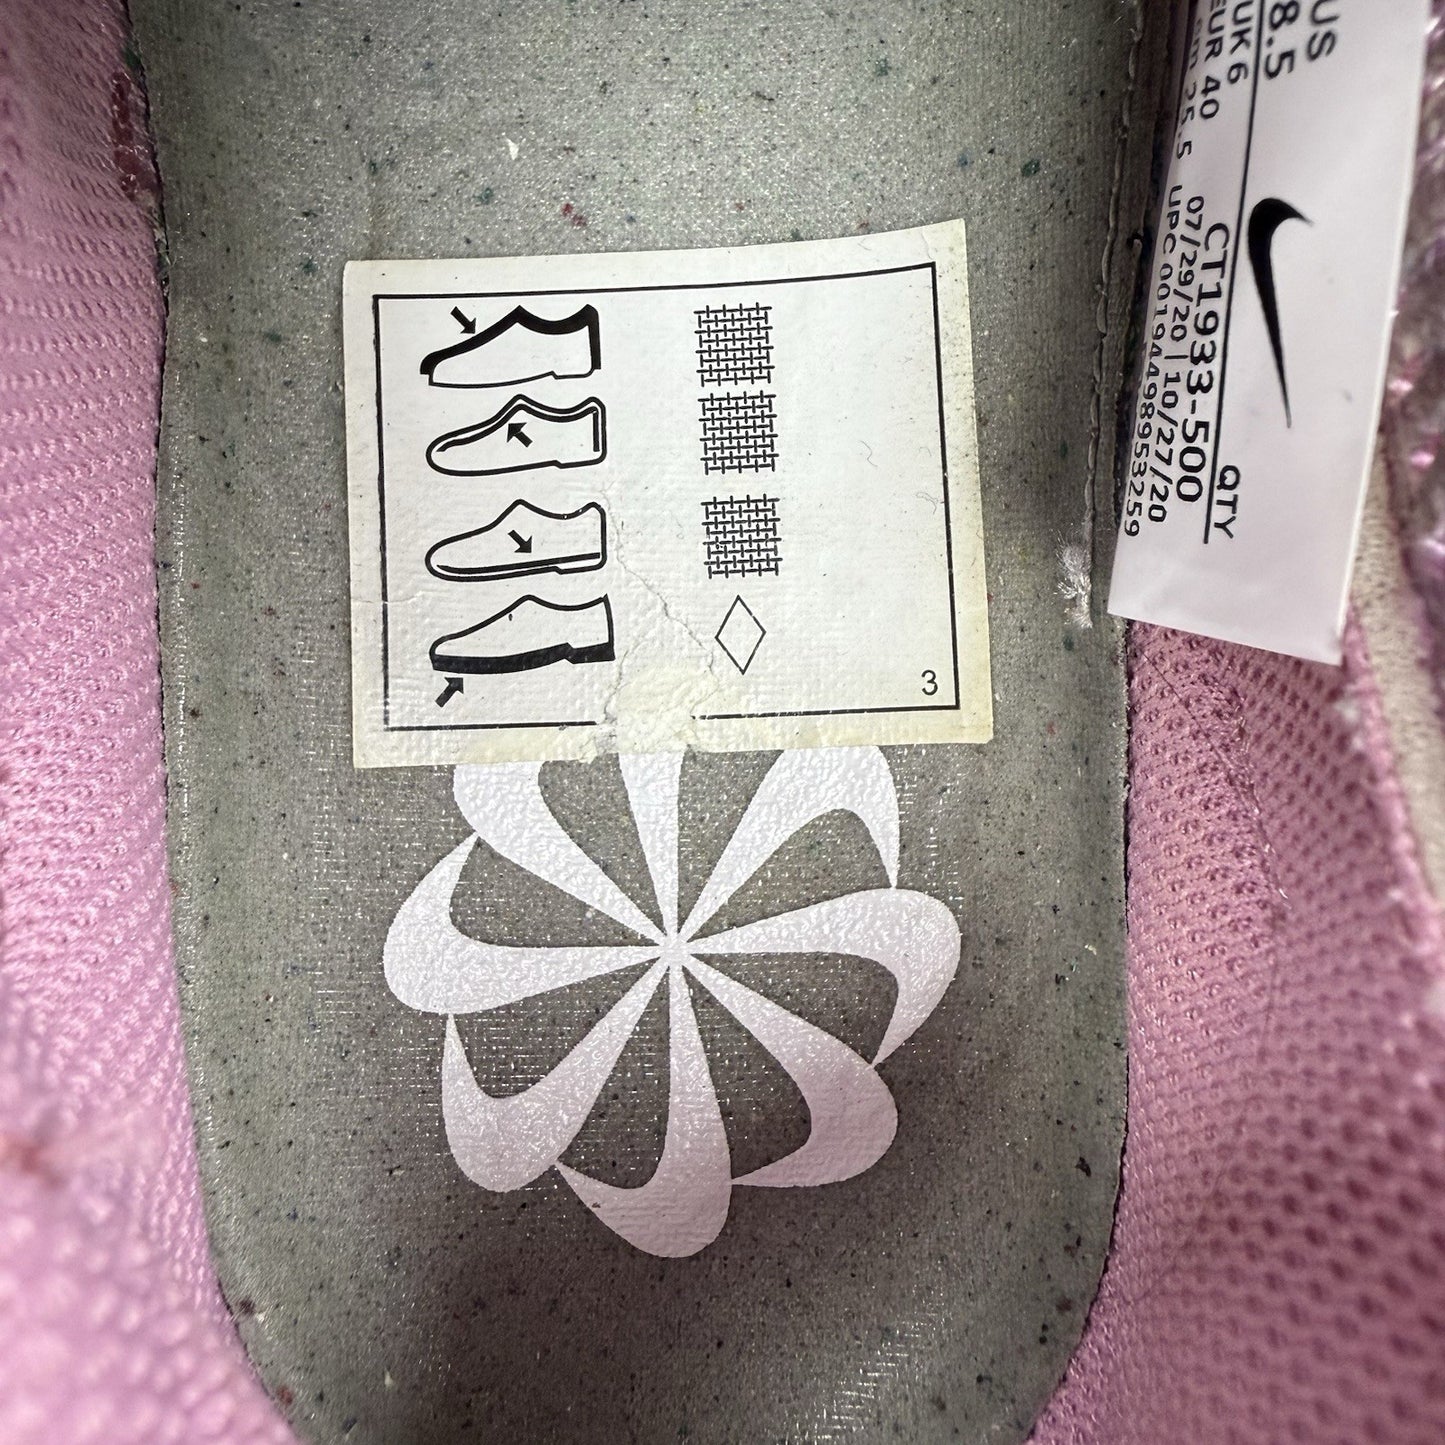 US
8.5
UK 6
EUR 40
cm 25.5
QTY
CT1933-500
07/29/20 | 10/27/20
UPC 00194498953259
3